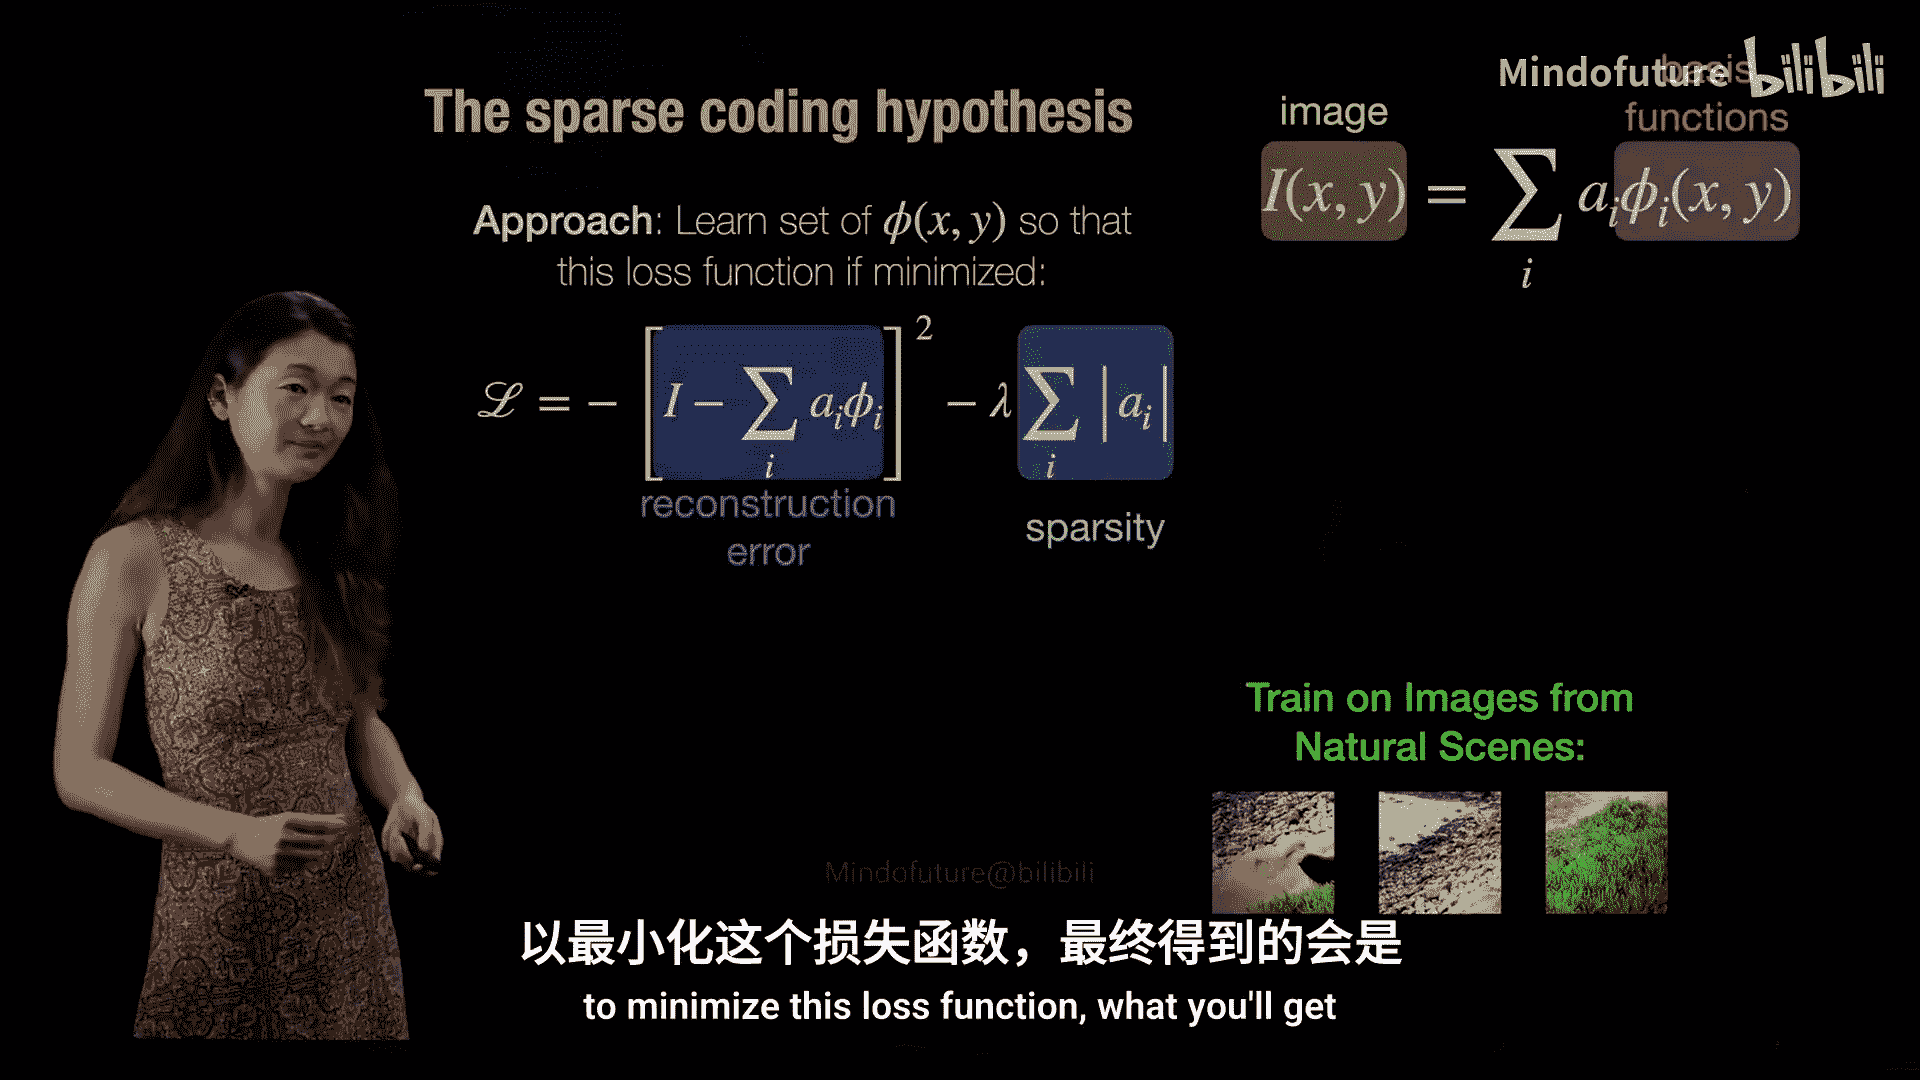 Mindofuture bilibili
The sparse coding hypothesis
image
basis
functions
I(x, y) = ∑ aᵢϕᵢ(x, y)
i
Approach: Learn set of ϕ(x, y) so that
this loss function if minimized:
ℒ = − [I − ∑ aᵢϕᵢ]² − λ ∑ |aᵢ|
i i
reconstruction
error
sparsity
Train on Images from
Natural Scenes:
Mindofuture@bilibili
以最小化这个损失函数，最终得到的会是
to minimize this loss function, what you'll get